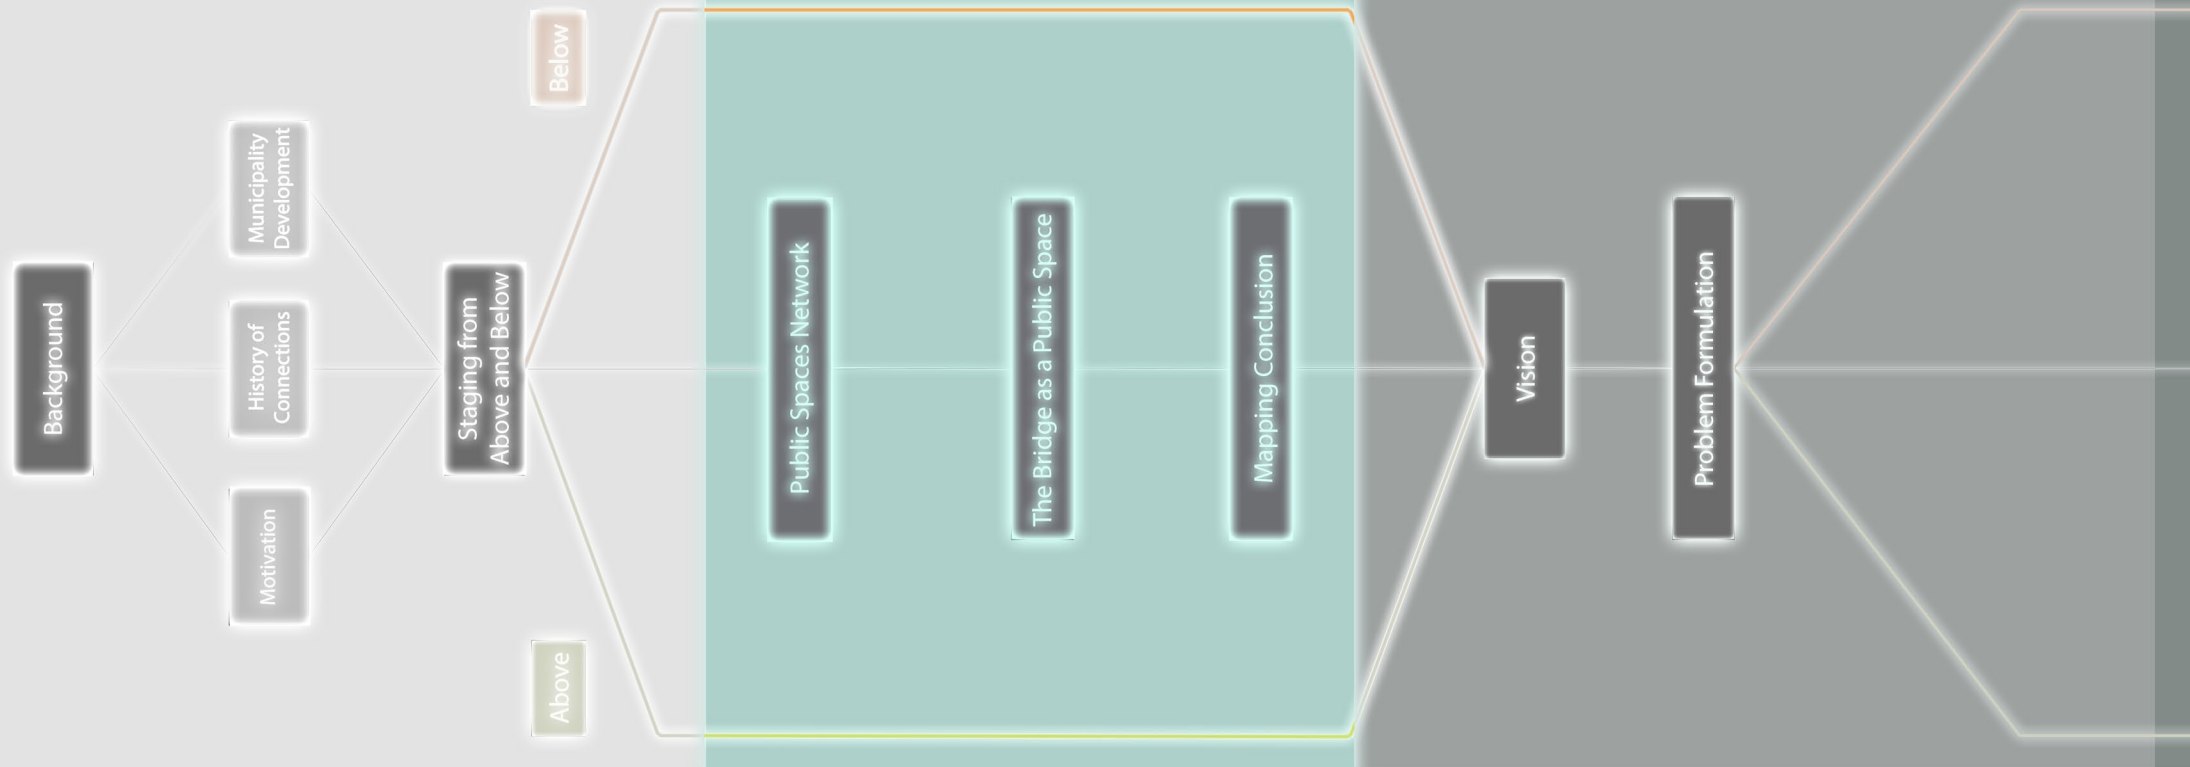 Background
Municipality
Development
History of
Connections
Motivation
Staging from
Above and Below
Below
Above
Public Spaces Network
The Bridge as a Public Space
Mapping Conclusion
Vision
Problem Formulation